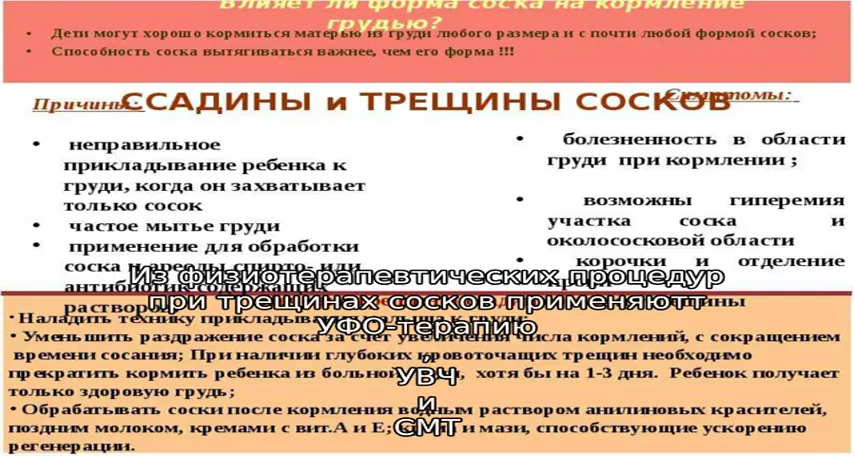 Влияет ли форма соска на кормление
грудью?
• Дети могут хорошо кормиться матерью из груди любого размера и с почти любой формой сосков;
• Способность соска вытягиваться важнее, чем его форма !!!
ССАДИНЫ и ТРЕЩИНЫ СОСКОВ
Причины:
• неправильное
прикладывание ребенка к
груди, когда он захватывает
только сосок
• частое мытье груди
• применение для обработки
соска и ареолы спирто- или
антибиотик содержащих
раствором
Симптомы:
• болезненность в области
груди при кормлении ;
• возможны гиперемия
участка соска и
околососковой области
• корочки и отделение
Из физиотерапевтических процедур
при трещинах сосков применяютт
УФО-терапию
,
УВЧ
и
СМТ
• Наладить технику прикладывания малыша к груди;
• Уменьшить раздражение соска за счет увеличения числа кормлений, с сокращением
времени сосания; При наличии глубоких кровоточащих трещин необходимо
прекратить кормить ребенка из больной хотя бы на 1-3 дня. Ребенок получает
только здоровую грудь;
• Обрабатывать соски после кормления водным раствором анилиновых красителей,
поздним молоком, кремами с вит.А и Е; и мази, способствующие ускорению
регенерации.